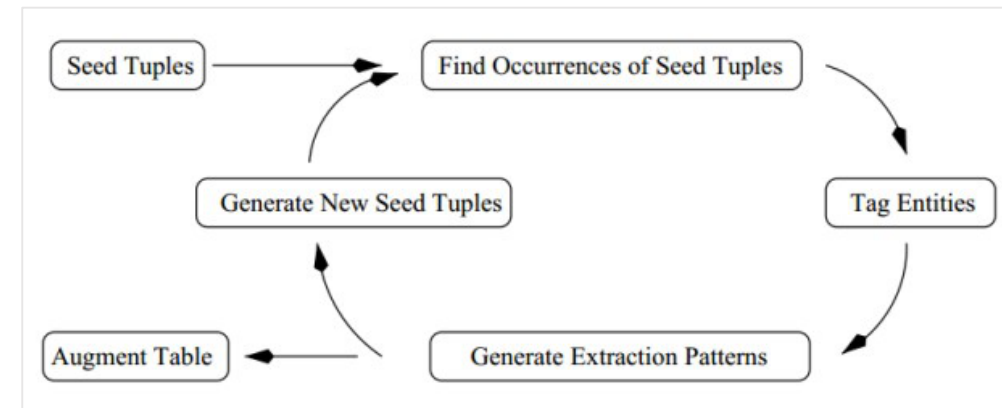 Seed Tuples
Find Occurrences of Seed Tuples
Generate New Seed Tuples
Tag Entities
Augment Table
Generate Extraction Patterns